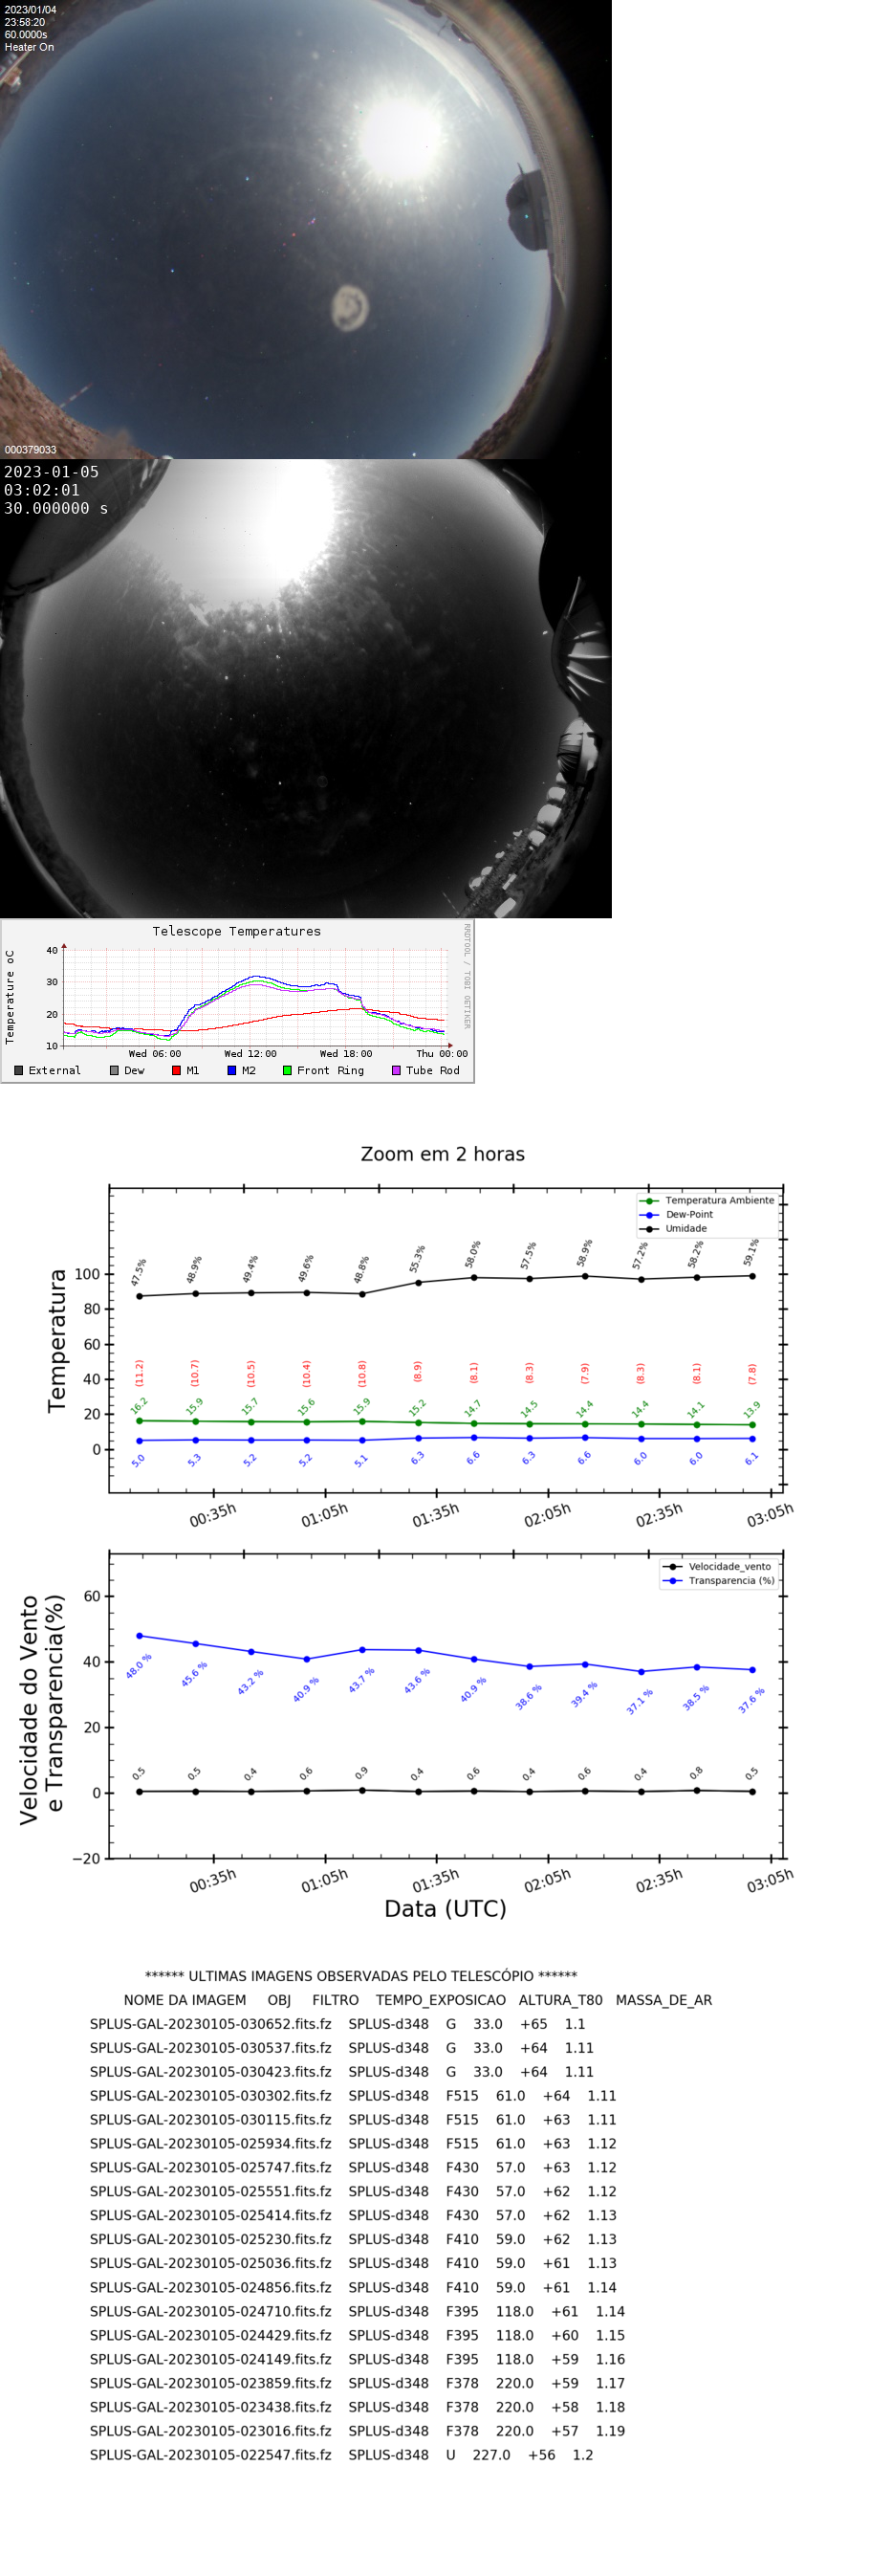 2023/01/04
23:58:20
60.0000s
Heater On
000379033
2023-01-05
03:02:01
30.000000 s
Telescope Temperatures
RRDTOOL / TOBI OETIKER
Temperature oC
40
30
20
10
Wed 06:00 Wed 12:00 Wed 18:00 Thu 00:00
External Dew M1 M2 Front Ring Tube Rod
Zoom em 2 horas
Temperatura Ambiente
Dew-Point
Umidade
Temperatura
100
80
60
40
20
0
47.5% 48.9% 49.4% 49.6% 48.8% 55.3% 58.0% 57.5% 58.9% 57.2% 58.2% 59.1%
(11.2) (10.7) (10.5) (10.4) (10.8) (8.9) (8.1) (8.3) (7.9) (8.3) (8.1) (7.8)
16.2 15.9 15.7 15.6 15.9 15.2 14.7 14.5 14.4 14.4 14.1 13.9
5.0 5.3 5.2 5.2 5.1 6.3 6.6 6.3 6.6 6.0 6.0 6.1
00:35h 01:05h 01:35h 02:05h 02:35h 03:05h
Velocidade_vento
Transparencia (%)
Velocidade do Vento
e Transparencia(%)
60
40
20
0
−20
48.0 % 45.6 % 43.2 % 40.9 % 43.7 % 43.6 % 40.9 % 38.6 % 39.4 % 37.1 % 38.5 % 37.6 %
0.5 0.5 0.4 0.6 0.9 0.4 0.6 0.4 0.6 0.4 0.8 0.5
00:35h 01:05h 01:35h 02:05h 02:35h 03:05h
Data (UTC)
****** ULTIMAS IMAGENS OBSERVADAS PELO TELESCÓPIO ******
NOME DA IMAGEM OBJ FILTRO TEMPO_EXPOSICAO ALTURA_T80 MASSA_DE_AR
SPLUS-GAL-20230105-030652.fits.fz SPLUS-d348 G 33.0 +65 1.1
SPLUS-GAL-20230105-030537.fits.fz SPLUS-d348 G 33.0 +64 1.11
SPLUS-GAL-20230105-030423.fits.fz SPLUS-d348 G 33.0 +64 1.11
SPLUS-GAL-20230105-030302.fits.fz SPLUS-d348 F515 61.0 +64 1.11
SPLUS-GAL-20230105-030115.fits.fz SPLUS-d348 F515 61.0 +63 1.11
SPLUS-GAL-20230105-025934.fits.fz SPLUS-d348 F515 61.0 +63 1.12
SPLUS-GAL-20230105-025747.fits.fz SPLUS-d348 F430 57.0 +63 1.12
SPLUS-GAL-20230105-025551.fits.fz SPLUS-d348 F430 57.0 +62 1.12
SPLUS-GAL-20230105-025414.fits.fz SPLUS-d348 F430 57.0 +62 1.13
SPLUS-GAL-20230105-025230.fits.fz SPLUS-d348 F410 59.0 +62 1.13
SPLUS-GAL-20230105-025036.fits.fz SPLUS-d348 F410 59.0 +61 1.13
SPLUS-GAL-20230105-024856.fits.fz SPLUS-d348 F410 59.0 +61 1.14
SPLUS-GAL-20230105-024710.fits.fz SPLUS-d348 F395 118.0 +61 1.14
SPLUS-GAL-20230105-024429.fits.fz SPLUS-d348 F395 118.0 +60 1.15
SPLUS-GAL-20230105-024149.fits.fz SPLUS-d348 F395 118.0 +59 1.16
SPLUS-GAL-20230105-023859.fits.fz SPLUS-d348 F378 220.0 +59 1.17
SPLUS-GAL-20230105-023438.fits.fz SPLUS-d348 F378 220.0 +58 1.18
SPLUS-GAL-20230105-023016.fits.fz SPLUS-d348 F378 220.0 +57 1.19
SPLUS-GAL-20230105-022547.fits.fz SPLUS-d348 U 227.0 +56 1.2